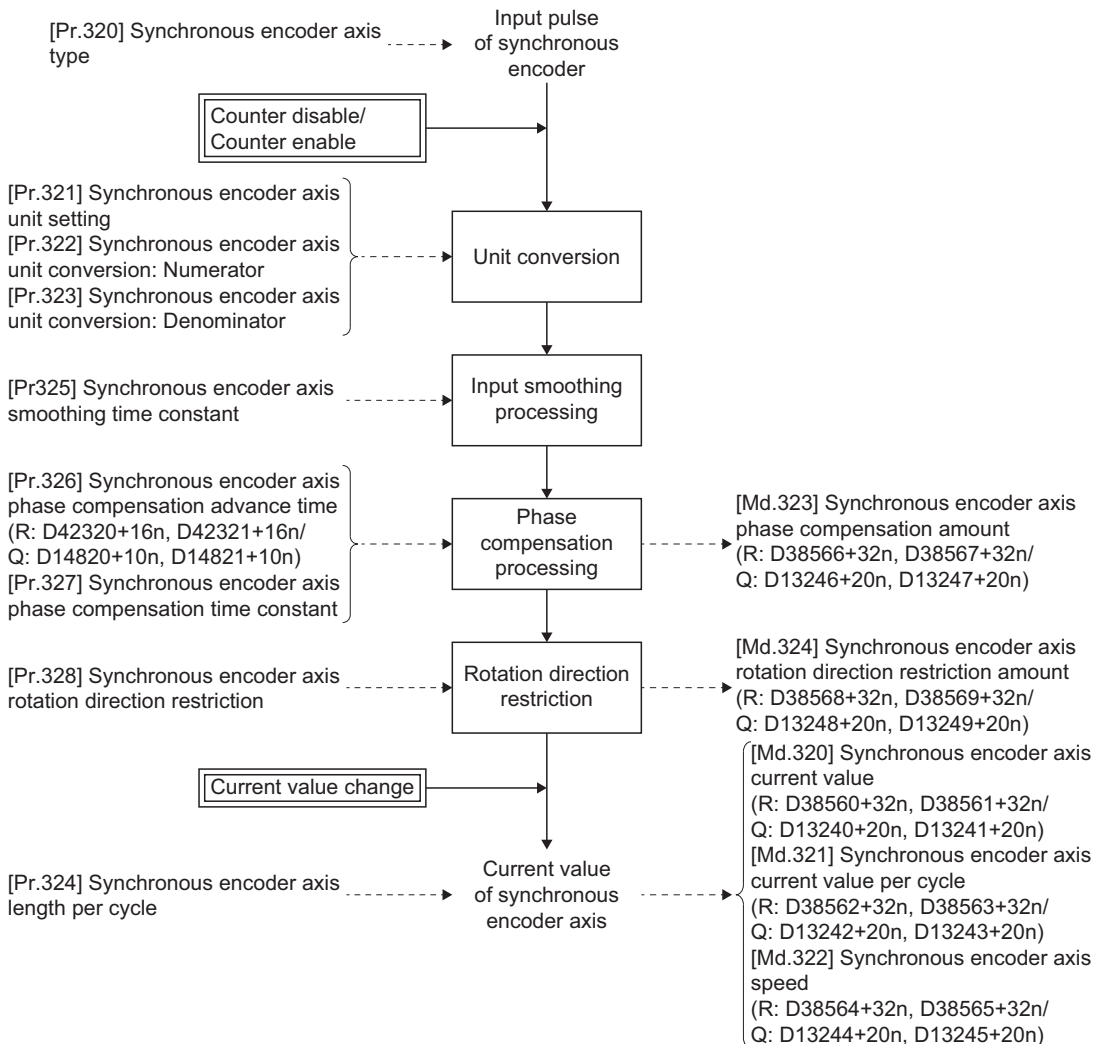 [Pr.320] Synchronous encoder axis
type
Input pulse
of synchronous
encoder
Counter disable/
Counter enable
[Pr.321] Synchronous encoder axis
unit setting
[Pr.322] Synchronous encoder axis
unit conversion: Numerator
[Pr.323] Synchronous encoder axis
unit conversion: Denominator
Unit conversion
[Pr325] Synchronous encoder axis
smoothing time constant
Input smoothing
processing
[Pr.326] Synchronous encoder axis
phase compensation advance time
(R: D42320+16n, D42321+16n/
Q: D14820+10n, D14821+10n)
[Pr.327] Synchronous encoder axis
phase compensation time constant
Phase
compensation
processing
[Md.323] Synchronous encoder axis
phase compensation amount
(R: D38566+32n, D38567+32n/
Q: D13246+20n, D13247+20n)
[Pr.328] Synchronous encoder axis
rotation direction restriction
Rotation direction
restriction
[Md.324] Synchronous encoder axis
rotation direction restriction amount
(R: D38568+32n, D38569+32n/
Q: D13248+20n, D13249+20n)
Current value change
[Pr.324] Synchronous encoder axis
length per cycle
Current value
of synchronous
encoder axis
[Md.320] Synchronous encoder axis
current value
(R: D38560+32n, D38561+32n/
Q: D13240+20n, D13241+20n)
[Md.321] Synchronous encoder axis
current value per cycle
(R: D38562+32n, D38563+32n/
Q: D13242+20n, D13243+20n)
[Md.322] Synchronous encoder axis
speed
(R: D38564+32n, D38565+32n/
Q: D13244+20n, D13245+20n)